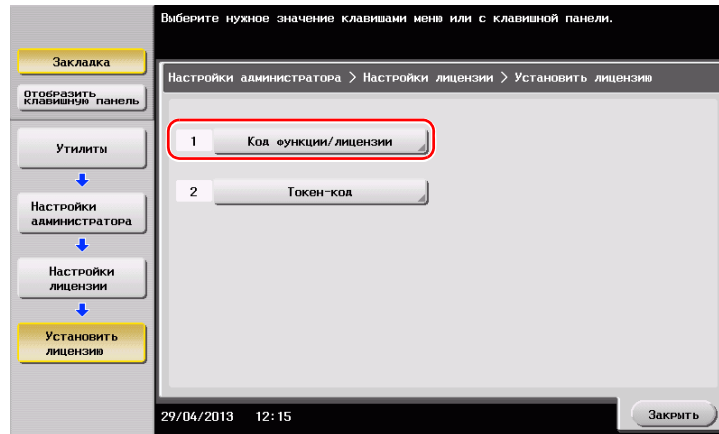 Выберите нужное значение клавишами меню или с клавишной панели.
Закладка
Отобразить
клавишную панель
Утилиты
Настройки
администратора
Настройки
лицензии
Установить
лицензию
Настройки администратора > Настройки лицензии > Установить лицензию
1 Код функции/лицензии
2 Токен-код
29/04/2013 12:15
Закрыть